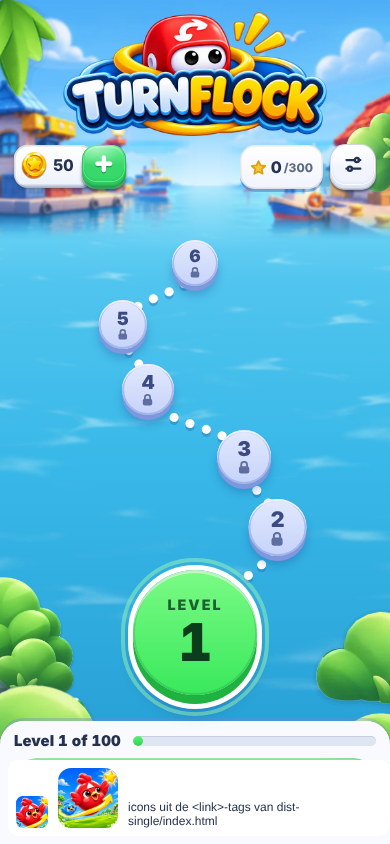 TURNFLOCK
50
0/300
6
5
4
3
2
LEVEL
1
Level 1 of 100
icons uit de <link>-tags van dist-
single/index.html